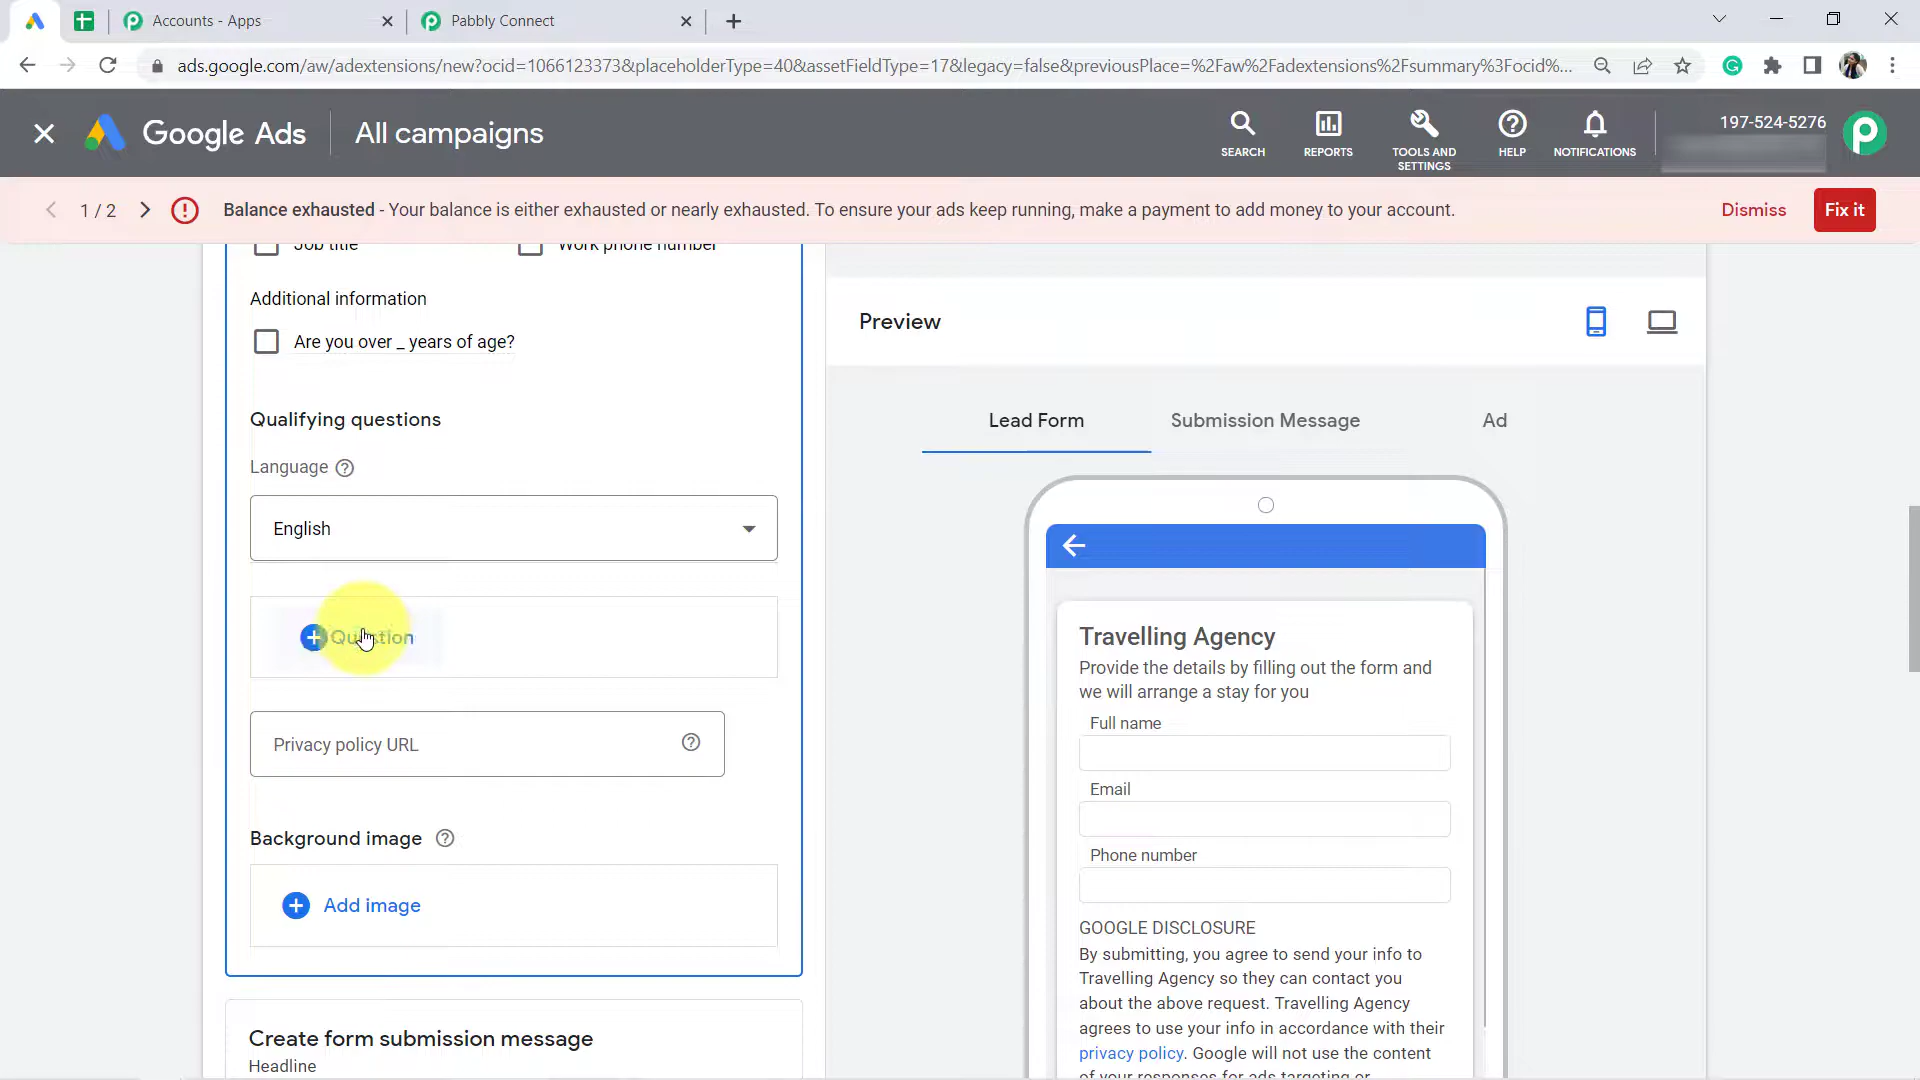 Accounts - Apps
Pabbly Connect
ads.google.com/aw/adextensions/new?ocid=1066123373&placeholderType=40&assetFieldType=17&legacy=false&previousPlace=%2Faw%2Fadextensions%2Fsummary%3Focid%...
Google Ads
All campaigns
SEARCH
REPORTS
TOOLS AND
SETTINGS
HELP
NOTIFICATIONS
197-524-5276
1 / 2
Balance exhausted - Your balance is either exhausted or nearly exhausted. To ensure your ads keep running, make a payment to add money to your account.
Dismiss
Fix it
Job title
Work phone number
Additional information
Are you over _ years of age?
Qualifying questions
Language
English
Question
Privacy policy URL
Background image
Add image
Create form submission message
Headline
Preview
Lead Form
Submission Message
Ad
Travelling Agency
Provide the details by filling out the form and
we will arrange a stay for you
Full name
Email
Phone number
GOOGLE DISCLOSURE
By submitting, you agree to send your info to
Travelling Agency so they can contact you
about the above request. Travelling Agency
agrees to use your info in accordance with their
privacy policy. Google will not use the content
of your responses for ads targeting or